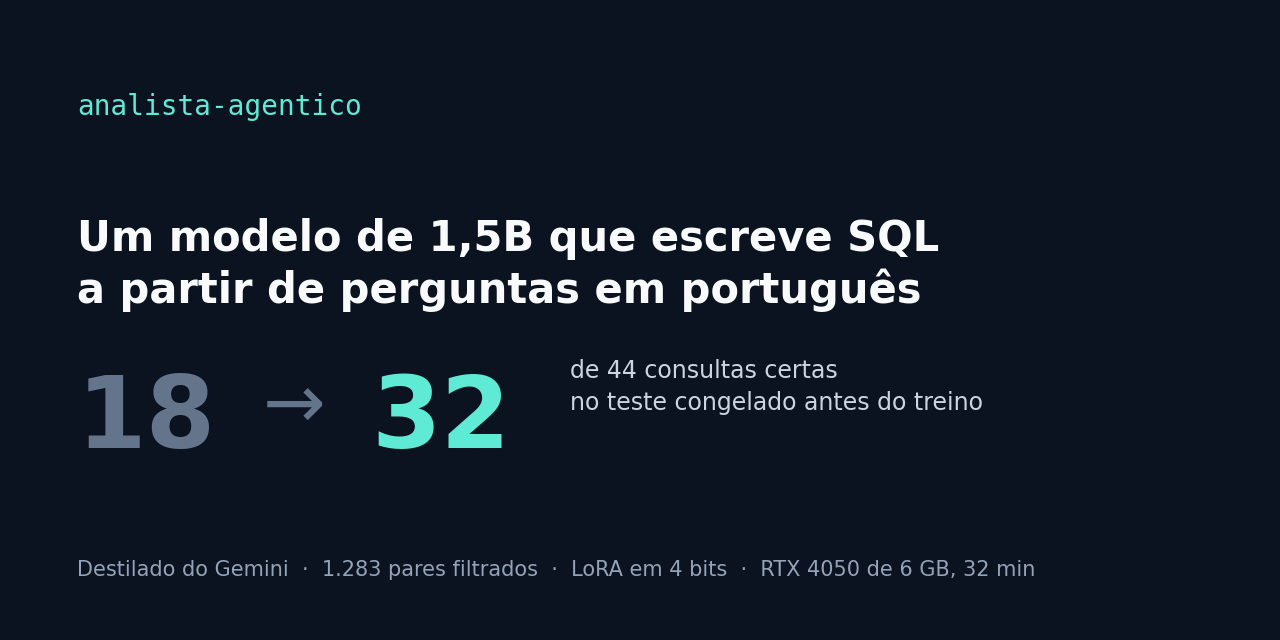 analista-agentico
Um modelo de 1,5B que escreve SQL
a partir de perguntas em português
18 → 32
de 44 consultas certas
no teste congelado antes do treino
Destilado do Gemini · 1.283 pares filtrados · LoRA em 4 bits · RTX 4050 de 6 GB, 32 min